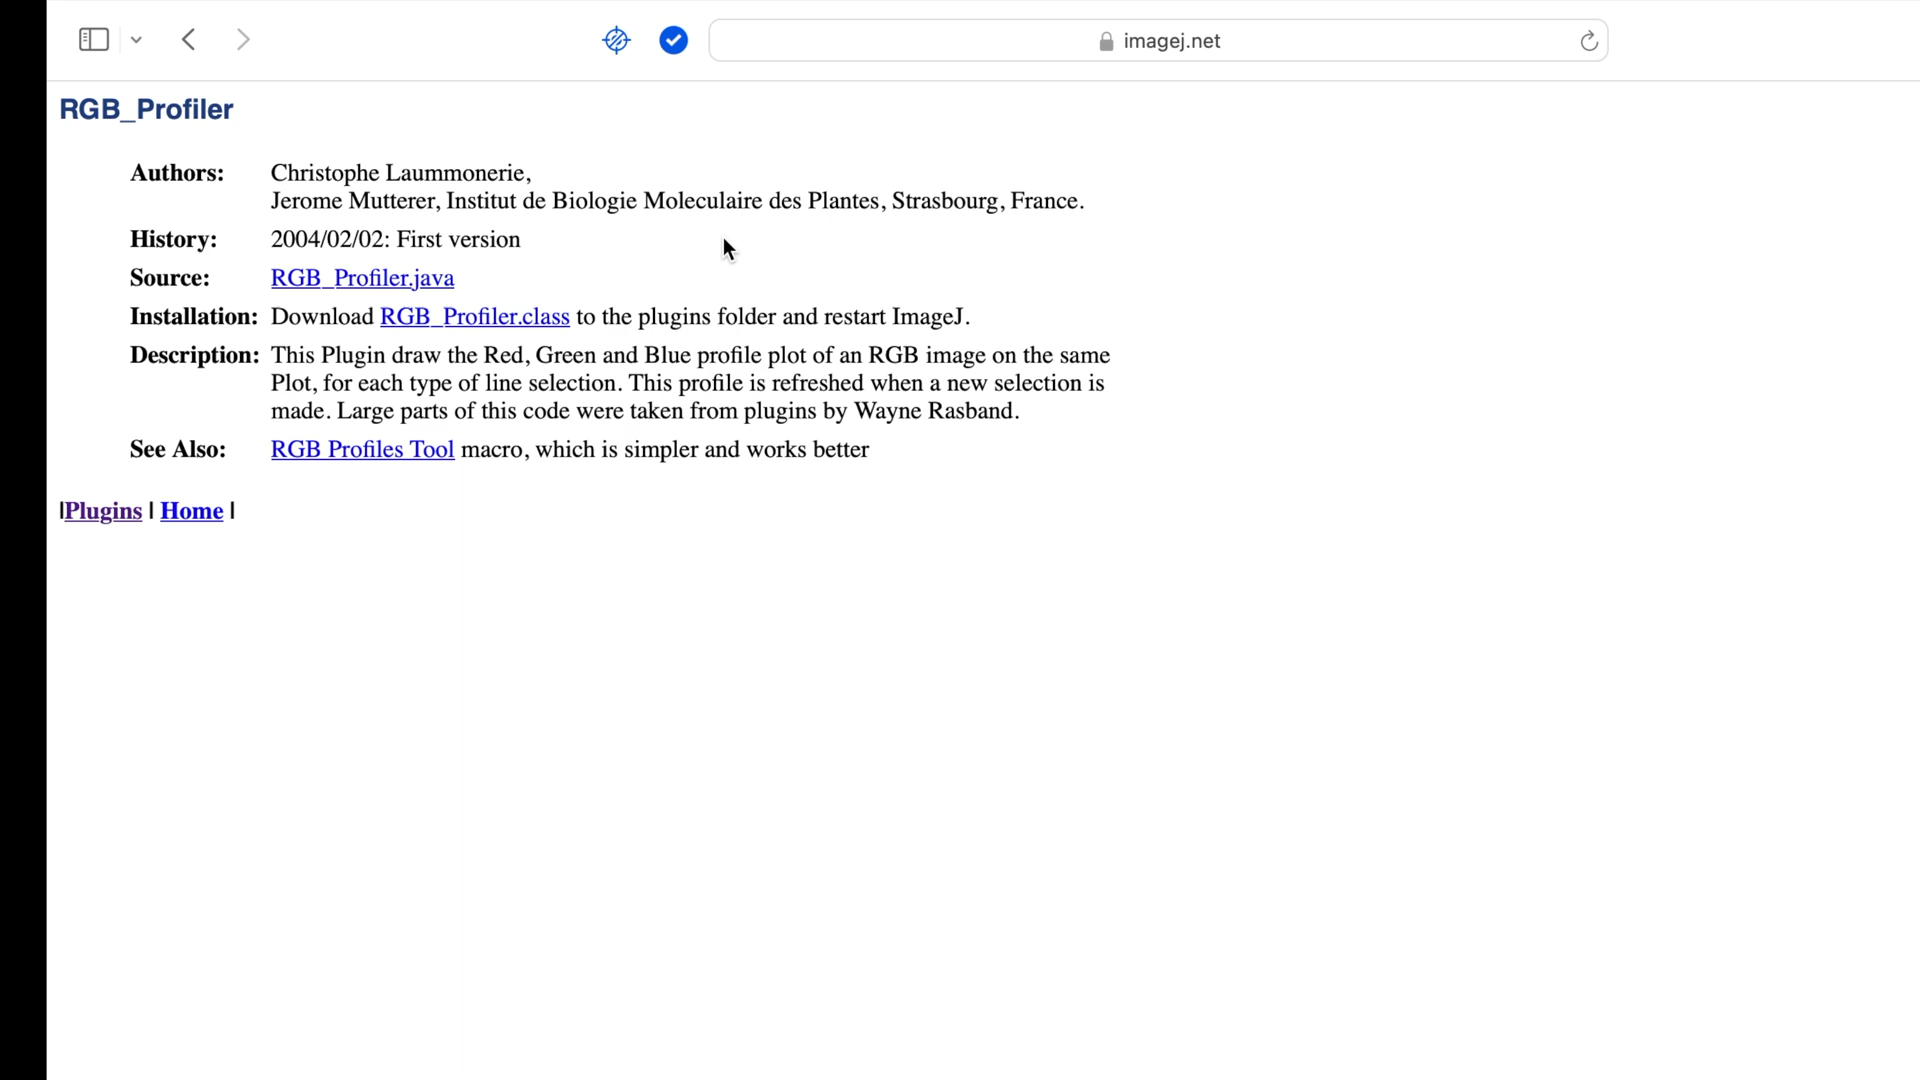 imagej.net
RGB_Profiler
Authors: Christophe Laummonerie,
Jerome Mutterer, Institut de Biologie Moleculaire des Plantes, Strasbourg, France.
History: 2004/02/02: First version
Source: RGB_Profiler.java
Installation: Download RGB_Profiler.class to the plugins folder and restart ImageJ.
Description: This Plugin draw the Red, Green and Blue profile plot of an RGB image on the same
Plot, for each type of line selection. This profile is refreshed when a new selection is
made. Large parts of this code were taken from plugins by Wayne Rasband.
See Also: RGB Profiles Tool macro, which is simpler and works better
|Plugins | Home |